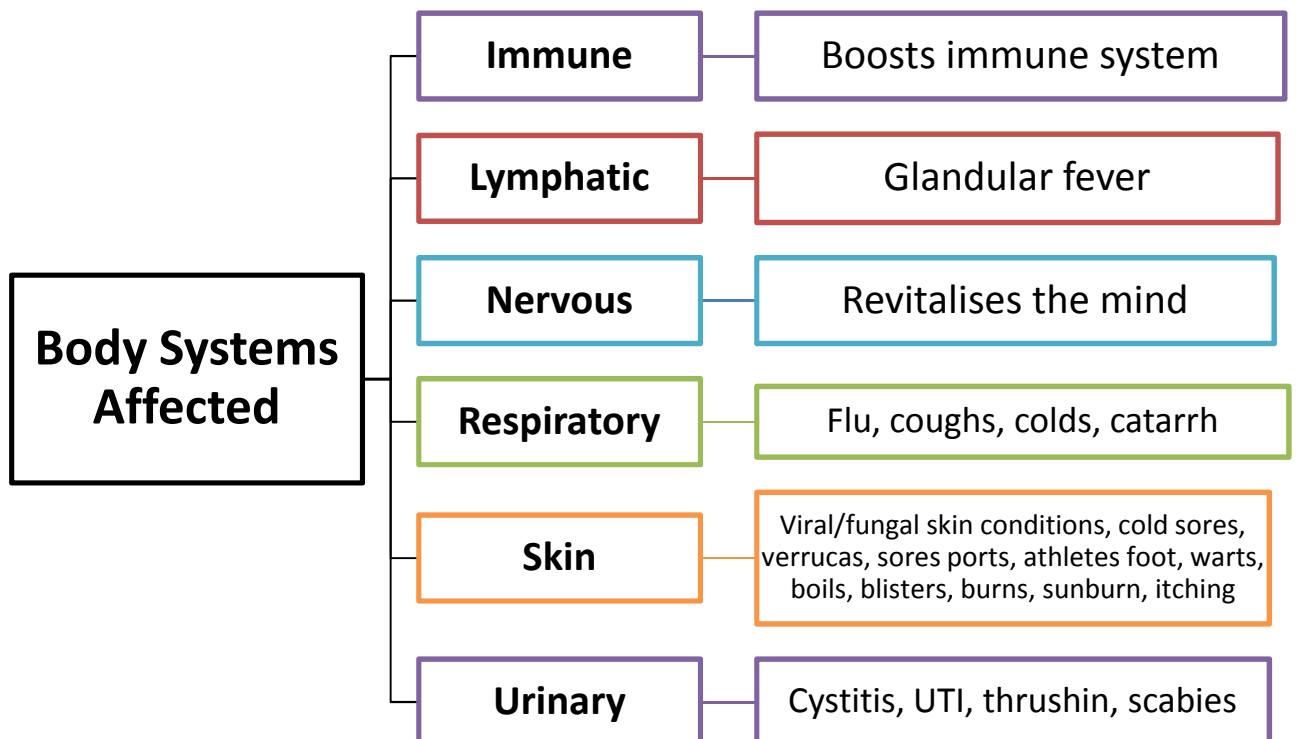 Body Systems
Affected
Immune
Boosts immune system
Lymphatic
Glandular fever
Nervous
Revitalises the mind
Respiratory
Flu, coughs, colds, catarrh
Skin
Viral/fungal skin conditions, cold sores,
verrucas, sores ports, athletes foot, warts,
boils, blisters, burns, sunburn, itching
Urinary
Cystitis, UTI, thrushin, scabies